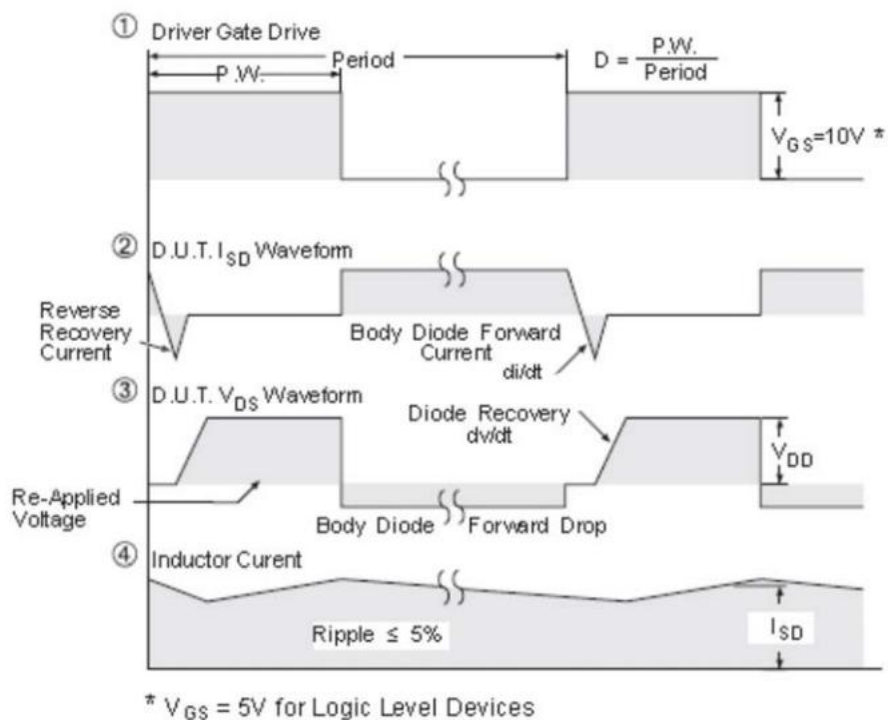 ① Driver Gate Drive
Period
P.W.
D = P.W. / Period
V_GS=10V *
② D.U.T. I_SD Waveform
Reverse
Recovery
Current
Body Diode Forward
Current
di/dt
③ D.U.T. V_DS Waveform
Diode Recovery
dv/dt
V_DD
Re-Applied
Voltage
Body Diode Forward Drop
④ Inductor Curent
Ripple ≤ 5%
I_SD
* V_GS = 5V for Logic Level Devices